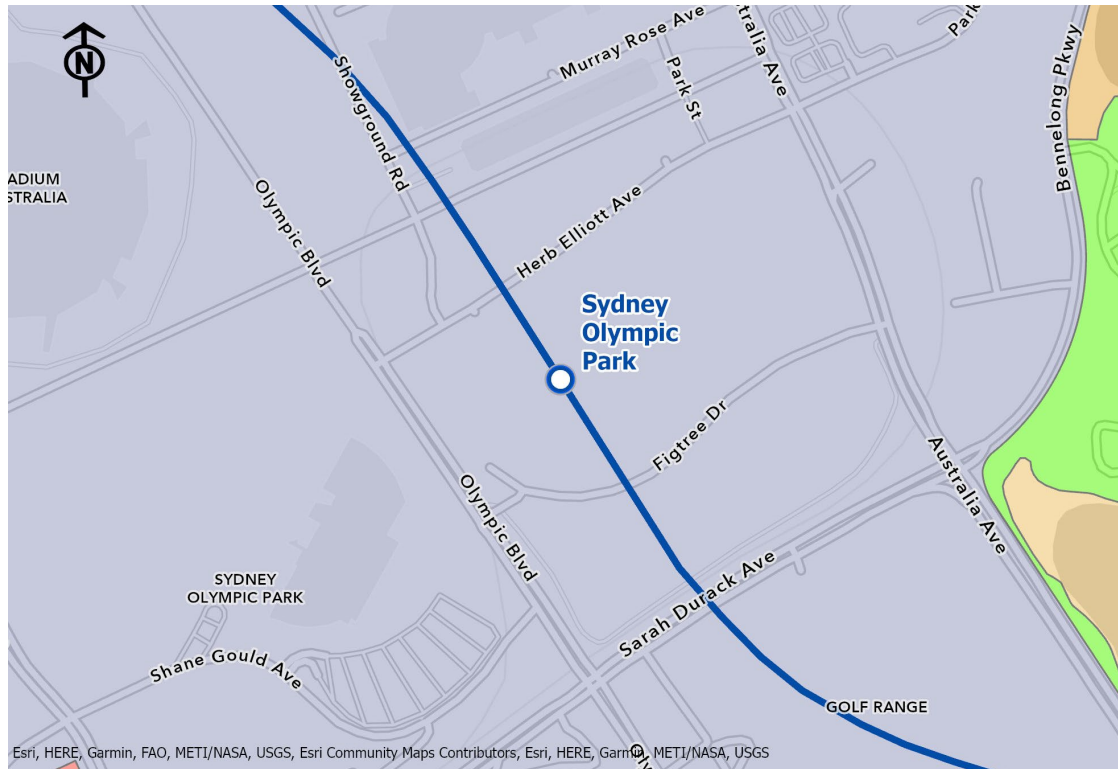 N
Murray Rose Ave
Park St
Australia Ave
Park
Bennelong Pkwy
Showground Rd
ADIUM
STRALIA
Olympic Blvd
Herb Elliott Ave
Sydney
Olympic
Park
Figtree Dr
Olympic Blvd
Australia Ave
SYDNEY
OLYMPIC PARK
Sarah Durack Ave
Shane Gould Ave
GOLF RANGE
Esri, HERE, Garmin, FAO, METI/NASA, USGS, Esri Community Maps Contributors, Esri, HERE, Garmin, METI/NASA, USGS